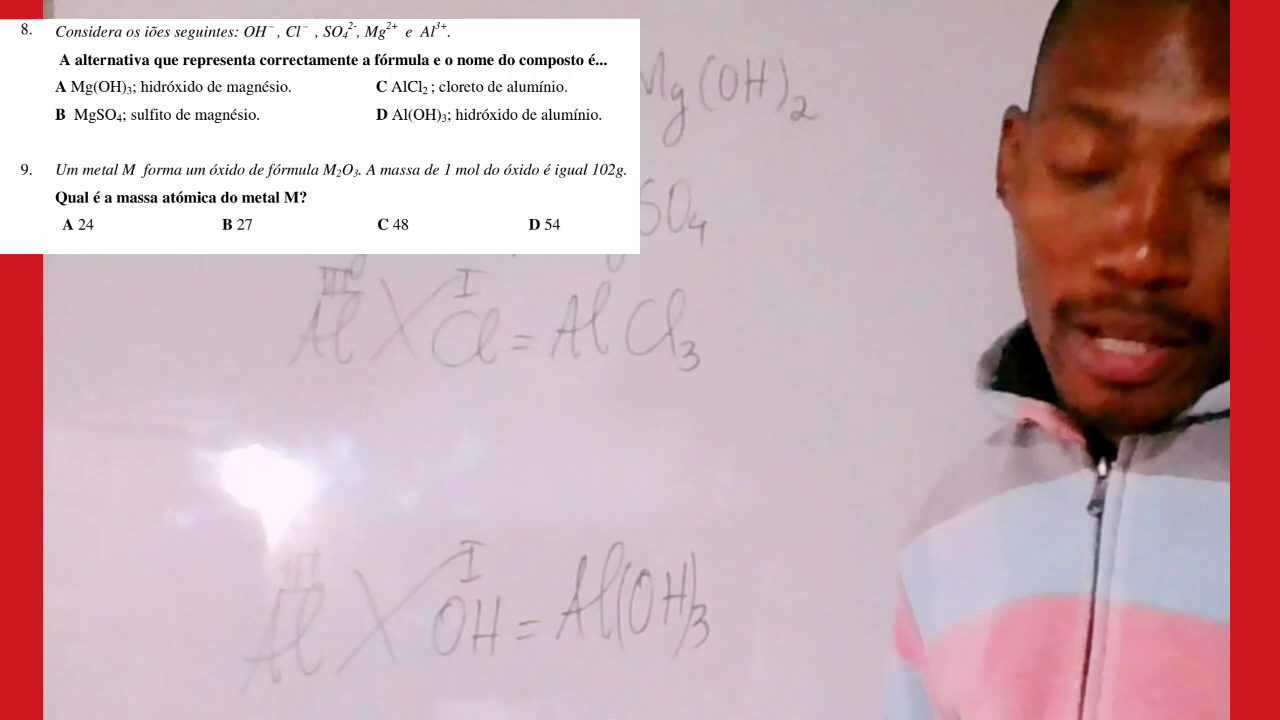 8. Considera os iões seguintes: OH⁻, Cl⁻, SO₄²⁻, Mg²⁺ e Al³⁺.
A alternativa que representa correctamente a fórmula e o nome do composto é...
A Mg(OH)₃; hidróxido de magnésio. C AlCl₂; cloreto de alumínio.
B MgSO₄; sulfito de magnésio. D Al(OH)₃; hidróxido de alumínio.
9. Um metal M forma um óxido de fórmula M₂O₃. A massa de 1 mol do óxido é igual 102g.
Qual é a massa atómica do metal M?
A 24 B 27 C 48 D 54
Mg(OH)₂
SO₄
III I
Al Cl = AlCl₃
III I
Al OH = Al(OH)₃